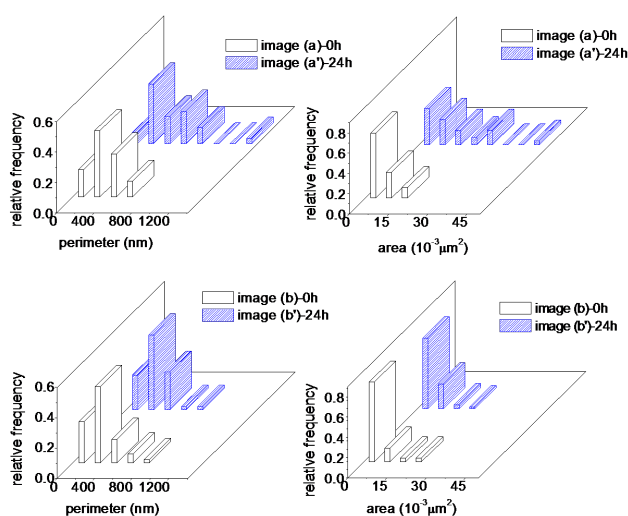 image (a)-0h
image (a')-24h
relative frequency
0.6
0.4
0.2
0.0
0 400 800 1200
perimeter (nm)
image (a)-0h
image (a')-24h
relative frequency
0.8
0.6
0.4
0.2
0.0
0 15 30 45
area (10⁻³μm²)
image (b)-0h
image (b')-24h
relative frequency
0.6
0.4
0.2
0.0
0 400 800 1200
perimeter (nm)
image (b)-0h
image (b')-24h
relative frequency
0.8
0.6
0.4
0.2
0.0
0 15 30 45
area (10⁻³μm²)